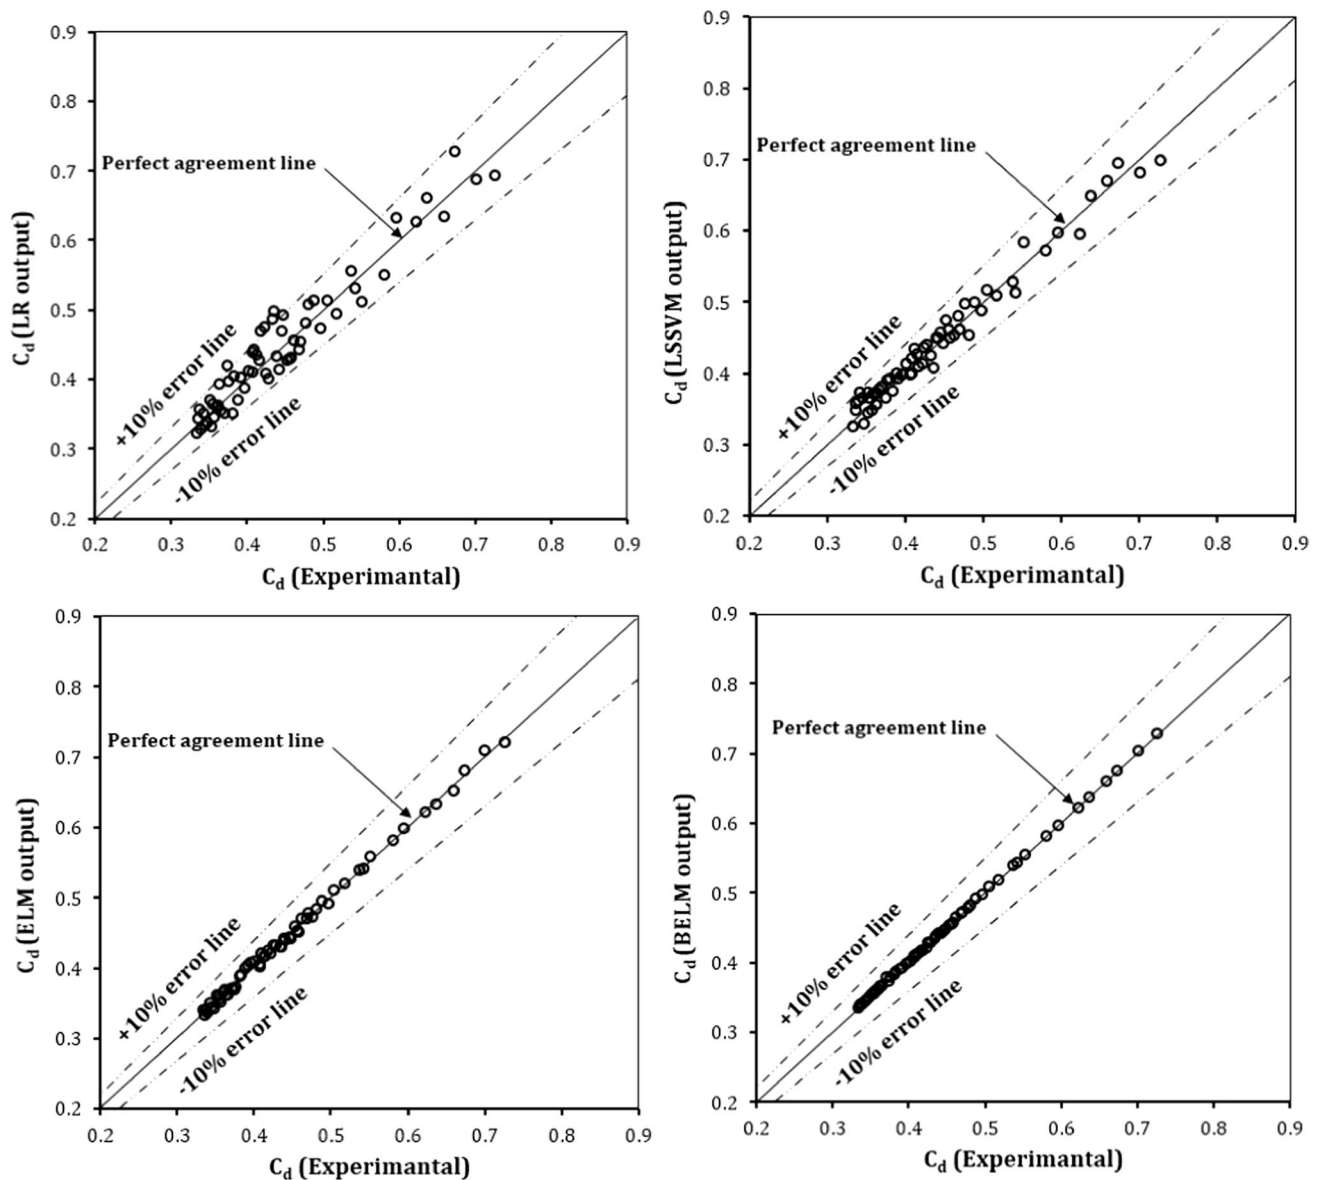 0.9
0.8
0.7
0.6
0.5
0.4
0.3
0.2
0.2 0.3 0.4 0.5 0.6 0.7 0.8 0.9
Cd (LR output)
Cd (Experimantal)
Perfect agreement line
+10% error line
-10% error line
0.9
0.8
0.7
0.6
0.5
0.4
0.3
0.2
0.2 0.3 0.4 0.5 0.6 0.7 0.8 0.9
Cd (LSSVM output)
Cd (Experimantal)
Perfect agreement line
+10% error line
-10% error line
0.9
0.8
0.7
0.6
0.5
0.4
0.3
0.2
0.2 0.3 0.4 0.5 0.6 0.7 0.8 0.9
Cd (ELM output)
Cd (Experimantal)
Perfect agreement line
+10% error line
-10% error line
0.9
0.8
0.7
0.6
0.5
0.4
0.3
0.2
0.2 0.3 0.4 0.5 0.6 0.7 0.8 0.9
Cd (BELM output)
Cd (Experimantal)
Perfect agreement line
+10% error line
-10% error line